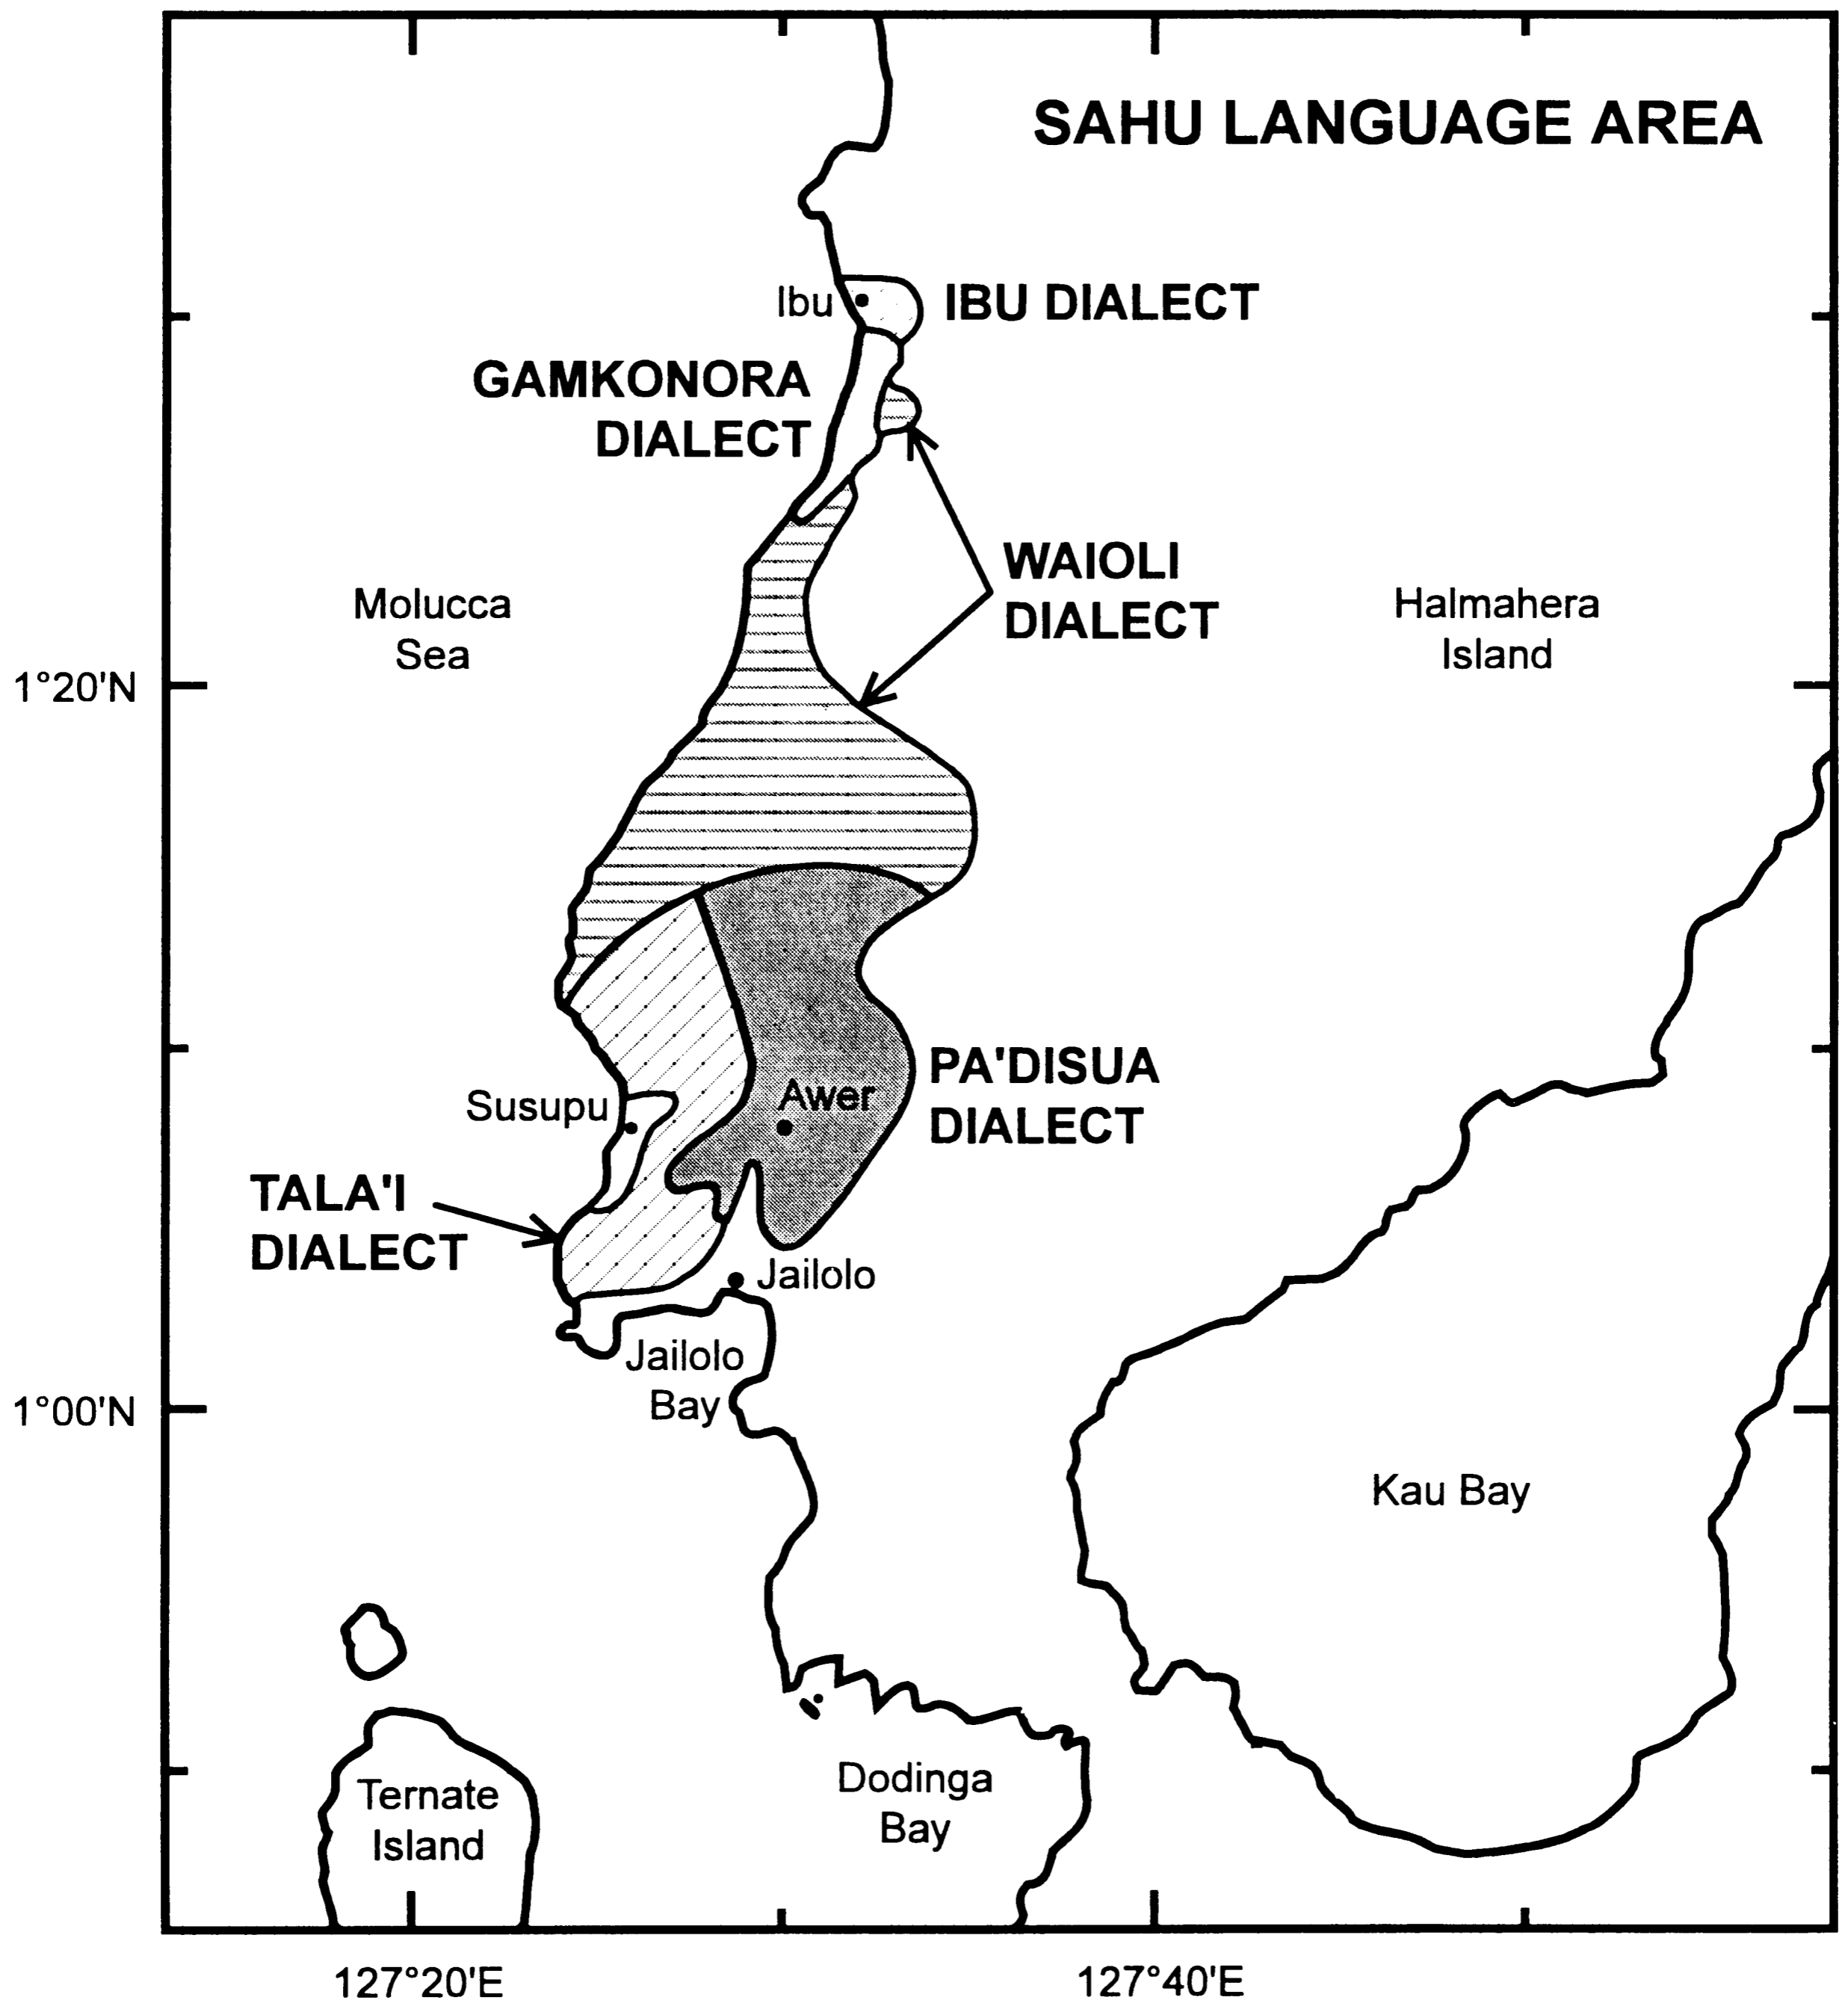 SAHU LANGUAGE AREA
Ibu
IBU DIALECT
GAMKONORA
DIALECT
WAIOLI
DIALECT
Molucca
Sea
Halmahera
Island
1°20'N
Awer
PA'DISUA
DIALECT
Susupu
TALA'I
DIALECT
Jailolo
Jailolo
Bay
1°00'N
Kau Bay
Dodinga
Bay
Ternate
Island
127°20'E
127°40'E